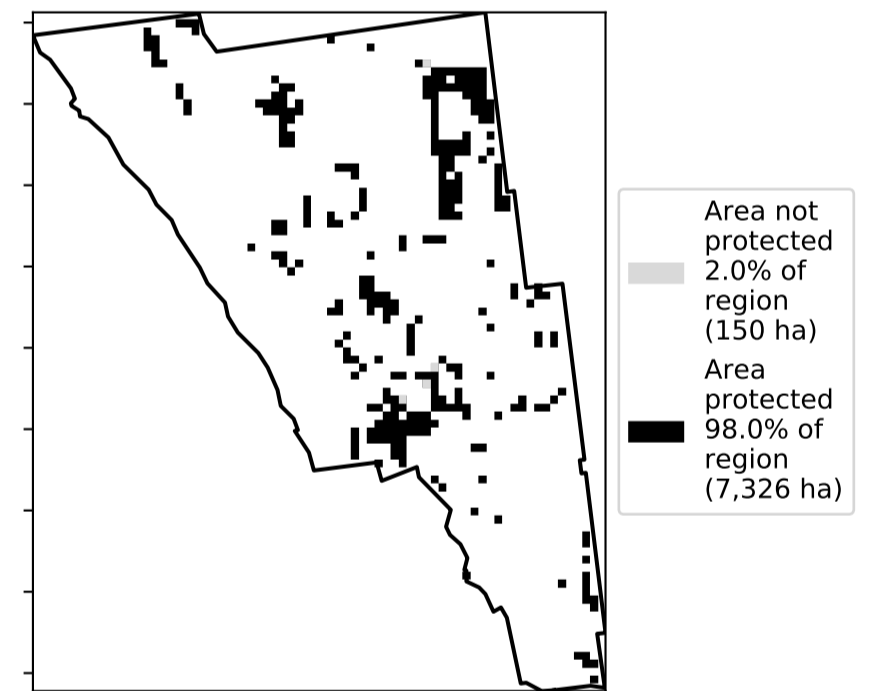 Area not
protected
2.0% of
region
(150 ha)
Area
protected
98.0% of
region
(7,326 ha)